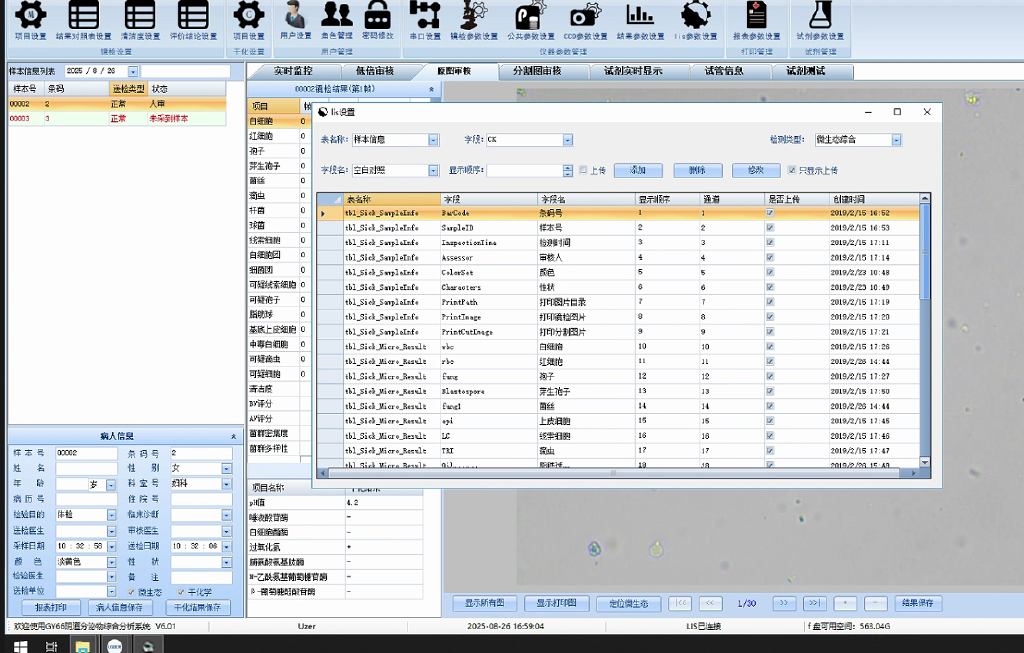 项目设置 结果对照表设置 清洁度设置 评价结论设置 项目设置 用户设置 角色管理 密码修改 串口设置 镜检参数设置 公共参数设置 CCD参数设置 结果参数设置 lis参数设置 报表参数设置 试剂参数设置
镜检设置 干化设置 用户管理 仪器参数设置 打印管理 试剂管理
样本信息列表 2025 / 8 / 26
实时监控 低倍审核 原图审核 分割图审核 试剂实时显示 试管信息 试剂测试
样本号 条码 送检类型 状态
00002 2 正常 人审
00003 3 正常 未采到样本
00002镜检结果(第1帧)
项目
白细胞 0
红细胞 0
孢子 0
芽生孢子 0
菌丝 0
滴虫 0
杆菌 0
球菌 0
线索细胞 0
白细胞团 0
细菌团 0
可疑线索细胞 0
可疑孢子 0
脂肪球 0
基底上皮细胞 0
中毒白细胞 0
可疑滴虫 0
可疑细胞 0
清洁度
BV评分
AV评分
菌群密集度
菌群多样性
lis设置
表名称: 样本信息 字段: CK 检测类型: 微生态综合
字段名: 空白对照 显示顺序: 上传 添加 删除 修改 只显示上传
表名称 字段 字段名 显示顺序 通道 是否上传 创建时间
tbl_Sick_SampleInfo BarCode 条码号 1 1 2019/2/15 16:52
tbl_Sick_SampleInfo SampleID 样本号 2 2 2019/2/15 16:53
tbl_Sick_SampleInfo InspectionTime 检测时间 3 3 2019/2/15 17:11
tbl_Sick_SampleInfo Assessor 审核人 4 4 2019/2/15 17:14
tbl_Sick_SampleInfo ColorSet 颜色 5 5 2019/2/23 10:48
tbl_Sick_SampleInfo Characters 性状 6 6 2019/2/23 10:49
tbl_Sick_SampleInfo PrintPath 打印图片目录 7 7 2019/2/15 17:19
tbl_Sick_SampleInfo PrintImage 打印镜检图片 8 8 2019/2/15 17:20
tbl_Sick_SampleInfo PrintCutImage 打印分割图片 9 9 2019/2/15 17:21
tbl_Sick_Micro_Result wbc 白细胞 10 10 2019/2/15 17:26
tbl_Sick_Micro_Result rbc 红细胞 11 11 2019/2/26 14:44
tbl_Sick_Micro_Result fung 孢子 12 12 2019/2/15 17:27
tbl_Sick_Micro_Result Blastospore 芽生孢子 13 13 2019/2/15 17:50
tbl_Sick_Micro_Result fungi 菌丝 14 14 2019/2/26 14:44
tbl_Sick_Micro_Result epi 上皮细胞 15 15 2019/2/15 17:45
tbl_Sick_Micro_Result LC 线索细胞 16 16 2019/2/15 17:46
tbl_Sick_Micro_Result TRI 滴虫 17 17 2019/2/15 17:47
tbl_Sick_Micro_Result 18 18
病人信息
样本号 00002 条码号 2
姓名 性别 女
年龄 岁 科室号 妇科
病历号 住院号
检验目的 体检 临床诊断
送检医生 审核医生
采样日期 10 : 32 : 58 送检日期 10 : 32 : 06
颜色 淡黄色 性状
检验医生 备注
送检单位 微生态 干化学
报表打印 病人信息保存 干化结果保存
项目名称
pH值 4.2
唾液酸苷酶 -
白细胞酯酶 -
过氧化氢 +
脯氨酸氨基肽酶 -
N-乙酰氨基葡萄糖苷酶 -
β-葡萄糖醛酸苷酶 -
显示所有图 显示打印图 定位微生态 |<< << 1/30 >> >>| + - 结果保存
欢迎使用GY66阴道分泌物综合分析系统 V6.01 Uzer 2025-08-26 16:59:04 LIS已连接 f盘可用空间: 563.04G